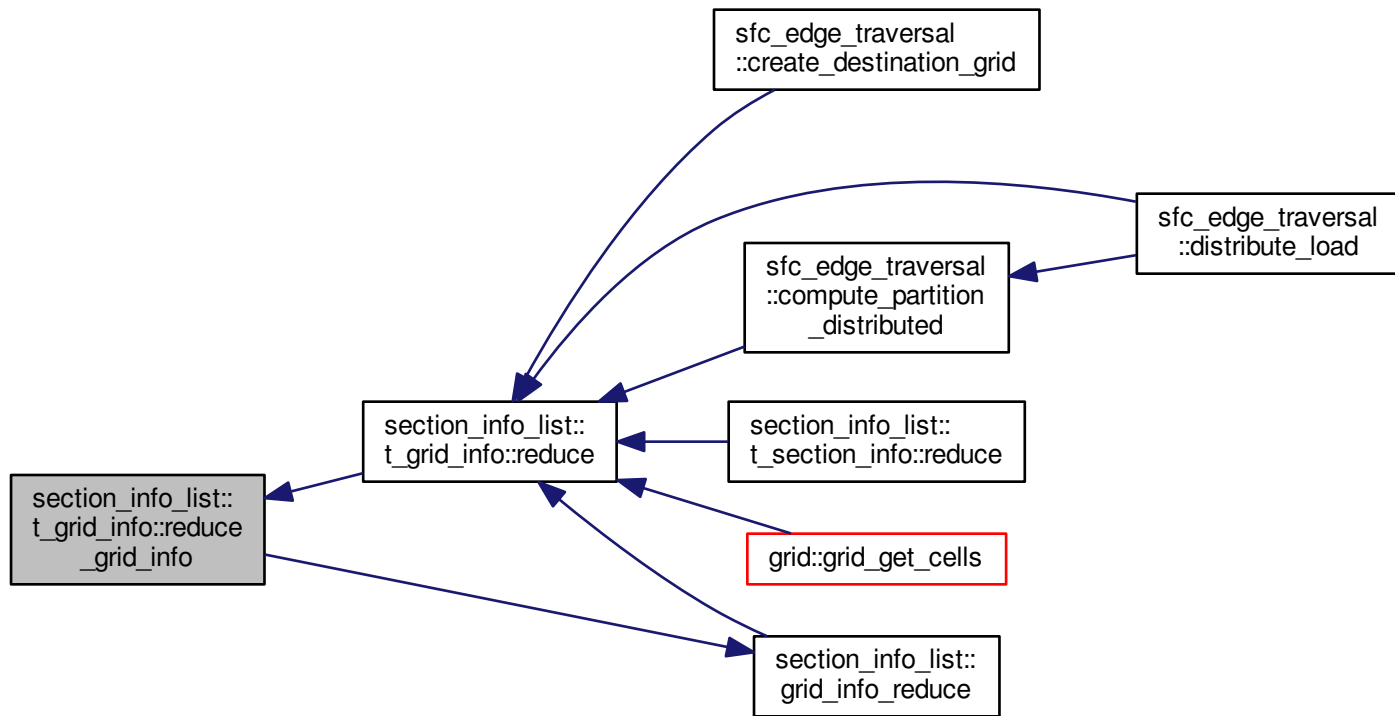 sfc_edge_traversal
::create_destination_grid
sfc_edge_traversal
::distribute_load
sfc_edge_traversal
::compute_partition
_distributed
section_info_list::
t_grid_info::reduce
section_info_list::
t_section_info::reduce
section_info_list::
t_grid_info::reduce
_grid_info
grid::grid_get_cells
section_info_list::
grid_info_reduce